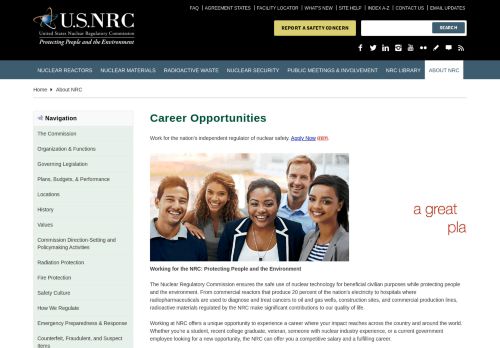 FAQ | AGREEMENT STATES | FACILITY LOCATOR | WHAT'S NEW | SITE HELP | INDEX A-Z | CONTACT US | EMAIL UPDATES
U.S.NRC
United States Nuclear Regulatory Commission
Protecting People and the Environment
REPORT A SAFETY CONCERN
SEARCH
NUCLEAR REACTORS NUCLEAR MATERIALS RADIOACTIVE WASTE NUCLEAR SECURITY PUBLIC MEETINGS & INVOLVEMENT NRC LIBRARY ABOUT NRC
Home About NRC
Navigation
The Commission
Organization & Functions
Governing Legislation
Plans, Budgets, & Performance
Locations
History
Values
Commission Direction-Setting and
Policymaking Activities
Radiation Protection
Fire Protection
Safety Culture
How We Regulate
Emergency Preparedness & Response
Counterfeit, Fraudulent, and Suspect
Items
Career Opportunities
Work for the nation's independent regulator of nuclear safety. Apply Now
a great
pla
Working for the NRC: Protecting People and the Environment
The Nuclear Regulatory Commission ensures the safe use of nuclear technology for beneficial civilian purposes while protecting people
and the environment. From commercial reactors that produce 20 percent of the nation's electricity to hospitals where
radiopharmaceuticals are used to diagnose and treat cancers to oil and gas wells, construction sites, and commercial production lines,
radioactive materials regulated by the NRC make significant contributions to our quality of life.
Working at NRC offers a unique opportunity to experience a career where your impact reaches across the country and around the world.
Whether you're a student, recent college graduate, veteran, someone with nuclear industry experience, or a current government
employee looking for a new opportunity, the NRC can offer you a competitive salary and a fulfilling career.